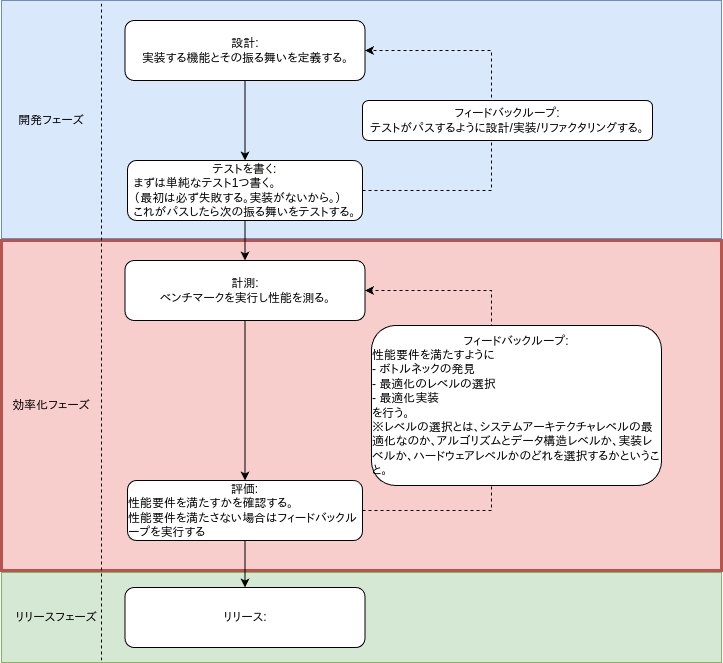 開発フェーズ
設計:
実装する機能とその振る舞いを定義する。
フィードバックループ:
テストがパスするように設計/実装/リファクタリングする。
テストを書く:
まずは単純なテスト1つ書く。
（最初は必ず失敗する。実装がないから。）
これがパスしたら次の振る舞いをテストする。
効率化フェーズ
計測:
ベンチマークを実行し性能を測る。
フィードバックループ:
性能要件を満たすように
- ボトルネックの発見
- 最適化のレベルの選択
- 最適化実装
を行う。
※レベルの選択とは、システムアーキテクチャレベルの最
適化なのか、アルゴリズムとデータ構造レベルか、実装レ
ベルか、ハードウェアレベルかのどれを選択するかというこ
と。
評価:
性能要件を満たすかを確認する。
性能要件を満たさない場合はフィードバックル
ープを実行する
リリースフェーズ
リリース: